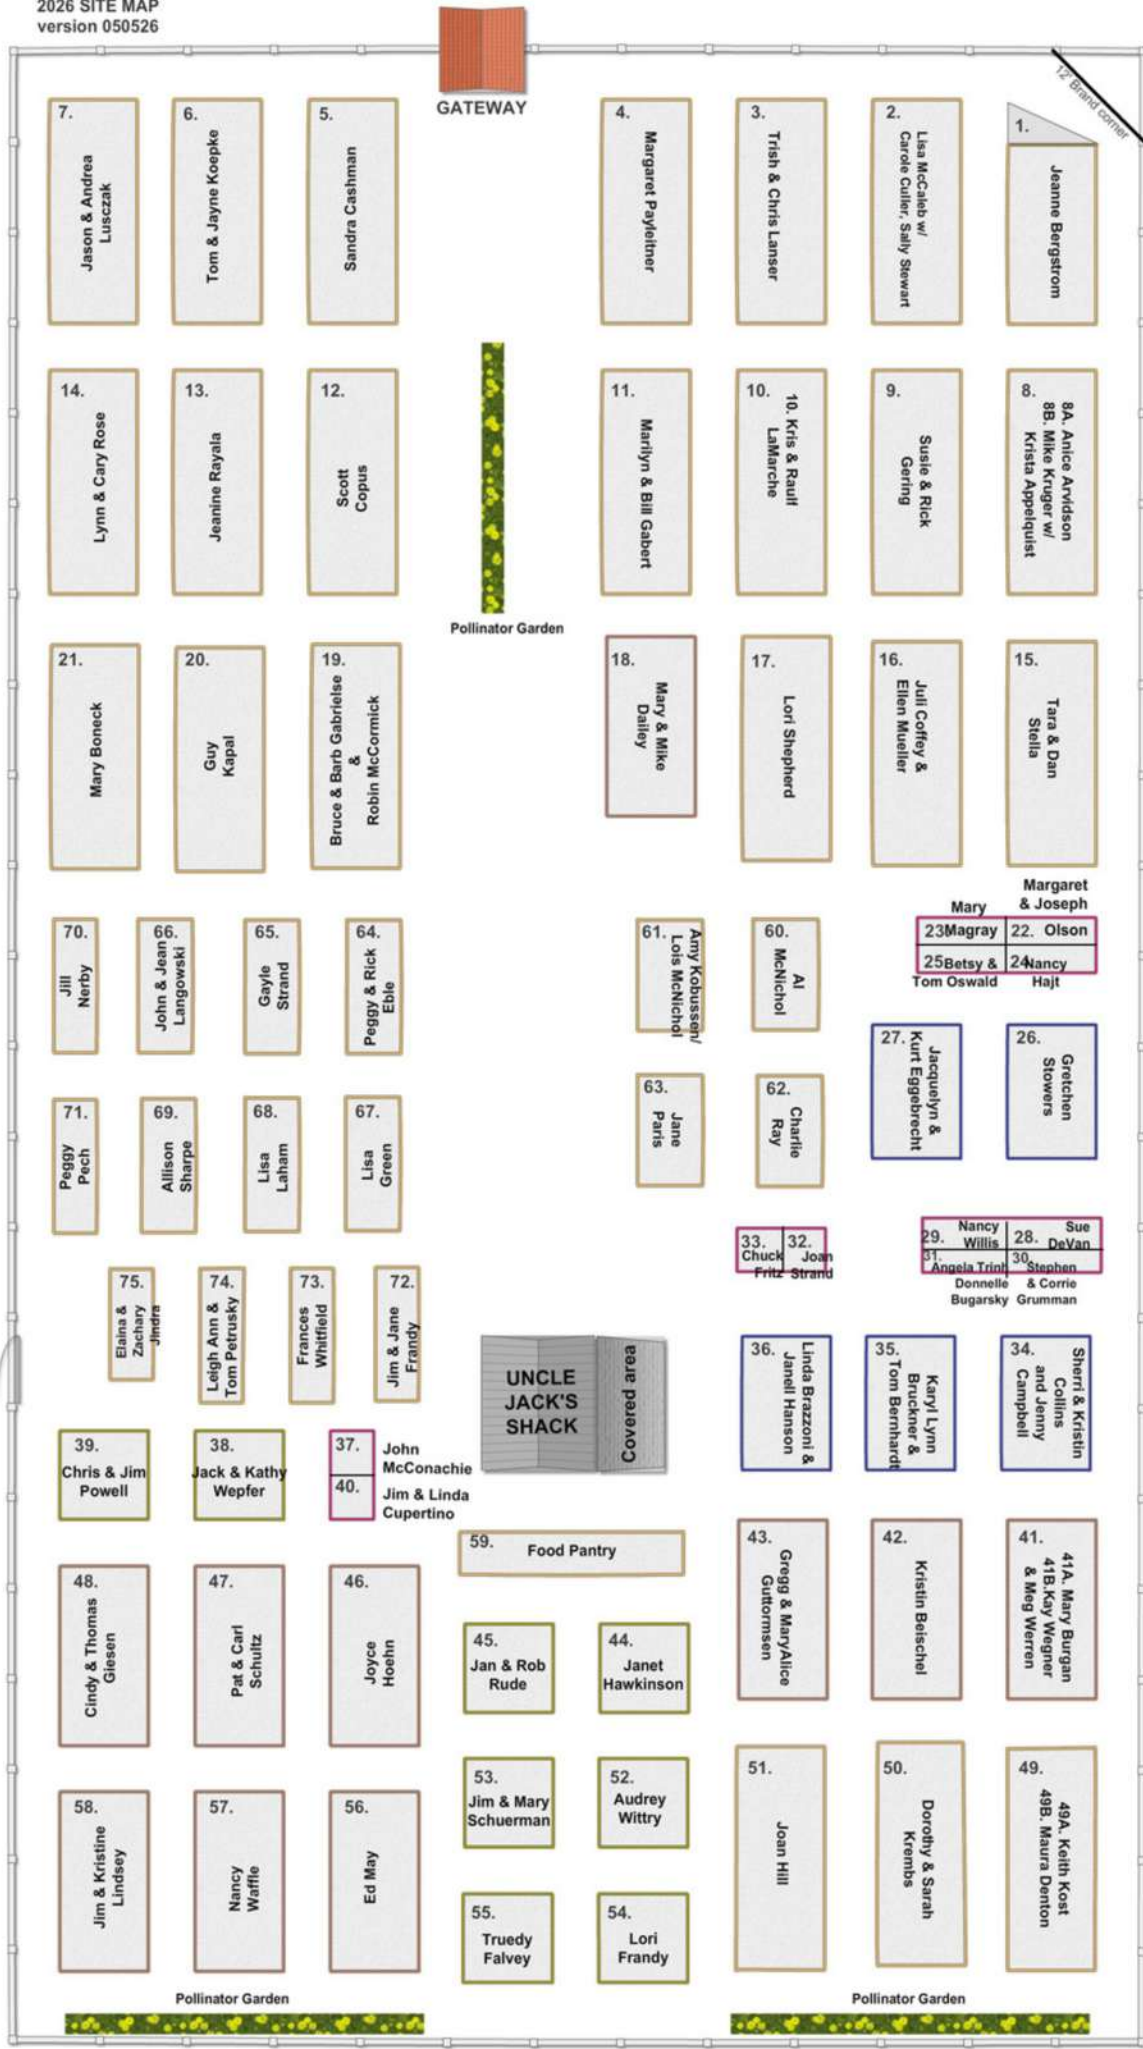 2026 SITE MAP
version 050526
GATEWAY
12' Brand corner
7.
Jason & Andrea
Lusczak
6.
Tom & Jayne Koepke
5.
Sandra Cashman
4.
Margaret Payleitner
3.
Trish & Chris Lanser
2.
Lisa McCaleb w/
Carole Culler, Sally Stewart
1.
Jeanne Bergstrom
14.
Lynn & Cary Rose
13.
Jeanine Rayala
12.
Scott
Copus
11.
Marilyn & Bill Gabert
10.
10. Kris & Raulf
LaMarche
9.
Susie & Rick
Gering
8.
8A. Anice Arvidson
8B. Mike Kruger w/
Krista Appelquist
Pollinator Garden
21.
Mary Boneck
20.
Guy
Kapal
19.
Bruce & Barb Gabrielse
&
Robin McCormick
18.
Mary & Mike
Dailey
17.
Lori Shepherd
16.
Juli Coffey &
Ellen Mueller
15.
Tara & Dan
Stella
70.
Jill
Nerby
66.
John & Jean
Langowski
65.
Gayle
Strand
64.
Peggy & Rick
Eble
61.
Amy Kobussen/
Lois McNichol
60.
Al
McNichol
Mary
23. Magray
Margaret
& Joseph
22. Olson
25 Betsy &
Tom Oswald
24 Nancy
Hajt
71.
Peggy
Pech
69.
Allison
Sharpe
68.
Lisa
Laham
67.
Lisa
Green
63.
Jane
Paris
62.
Charlie
Ray
27.
Jacquelyn &
Kurt Eggebrecht
26.
Gretchen
Stowers
33.
Chuck
Fritz
32.
Joan
Strand
29.
Nancy
Willis
28.
Sue
DeVan
31.
Angela Trinh
Donnelle
Bugarsky
30.
Stephen
& Corrie
Grumman
75.
Elaina &
Zachary
Jindra
74.
Leigh Ann &
Tom Petrusky
73.
Frances
Whitfield
72.
Jim & Jane
Frandy
UNCLE
JACK'S
SHACK
Covered area
36.
Linda Brazzoni &
Janell Hanson
35.
Karyl Lynn
Bruckner &
Tom Bernhardt
34.
Sherri & Kristin
Collins
and Jenny
Campbell
39.
Chris & Jim
Powell
38.
Jack & Kathy
Wepfer
37.
John
McConachie
40.
Jim & Linda
Cupertino
59.
Food Pantry
43.
Gregg & MaryAlice
Guttormsen
42.
Kristin Beischel
41.
41A. Mary Burgan
41B.Kay Wegner
& Meg Werren
48.
Cindy & Thomas
Giesen
47.
Pat & Carl
Schultz
46.
Joyce
Hoehn
45.
Jan & Rob
Rude
44.
Janet
Hawkinson
53.
Jim & Mary
Schuerman
52.
Audrey
Wittry
51.
Joan Hill
50.
Dorothy & Sarah
Krembs
49.
49A. Keith Kost
49B. Maura Denton
58.
Jim & Kristine
Lindsey
57.
Nancy
Waffle
56.
Ed May
55.
Truedy
Falvey
54.
Lori
Frandy
Pollinator Garden
Pollinator Garden